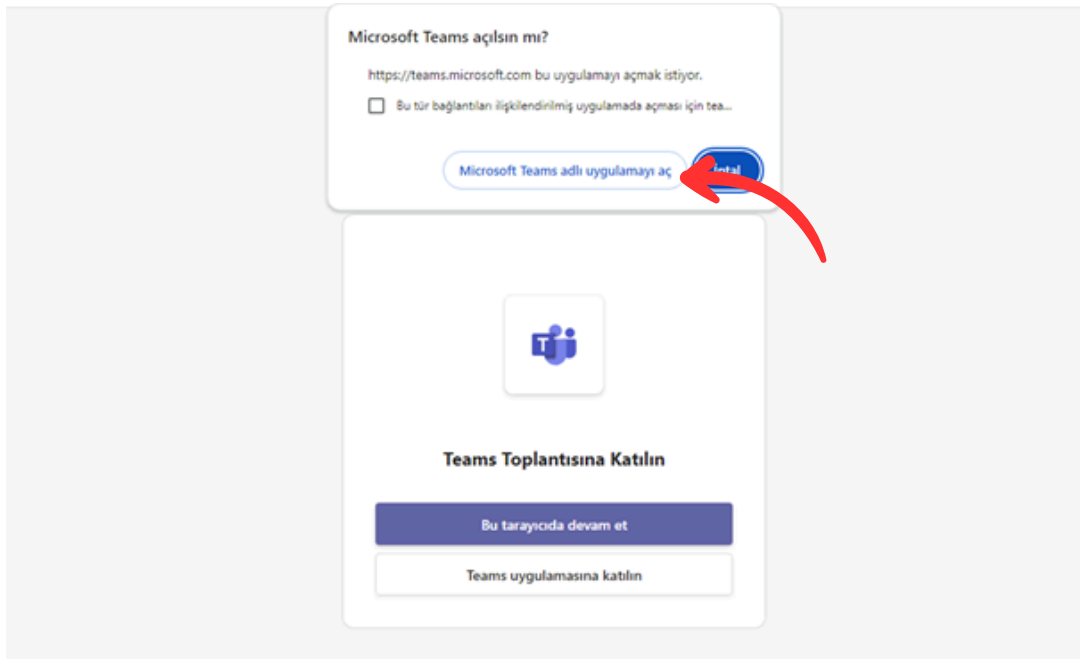 Microsoft Teams açılsın mı?
https://teams.microsoft.com bu uygulamayı açmak istiyor.
Bu tür bağlantıları ilişkilendirilmiş uygulamada açması için tea...
Microsoft Teams adlı uygulamayı aç
T
Teams Toplantısına Katılın
Bu tarayıcıda devam et
Teams uygulamasına katılın